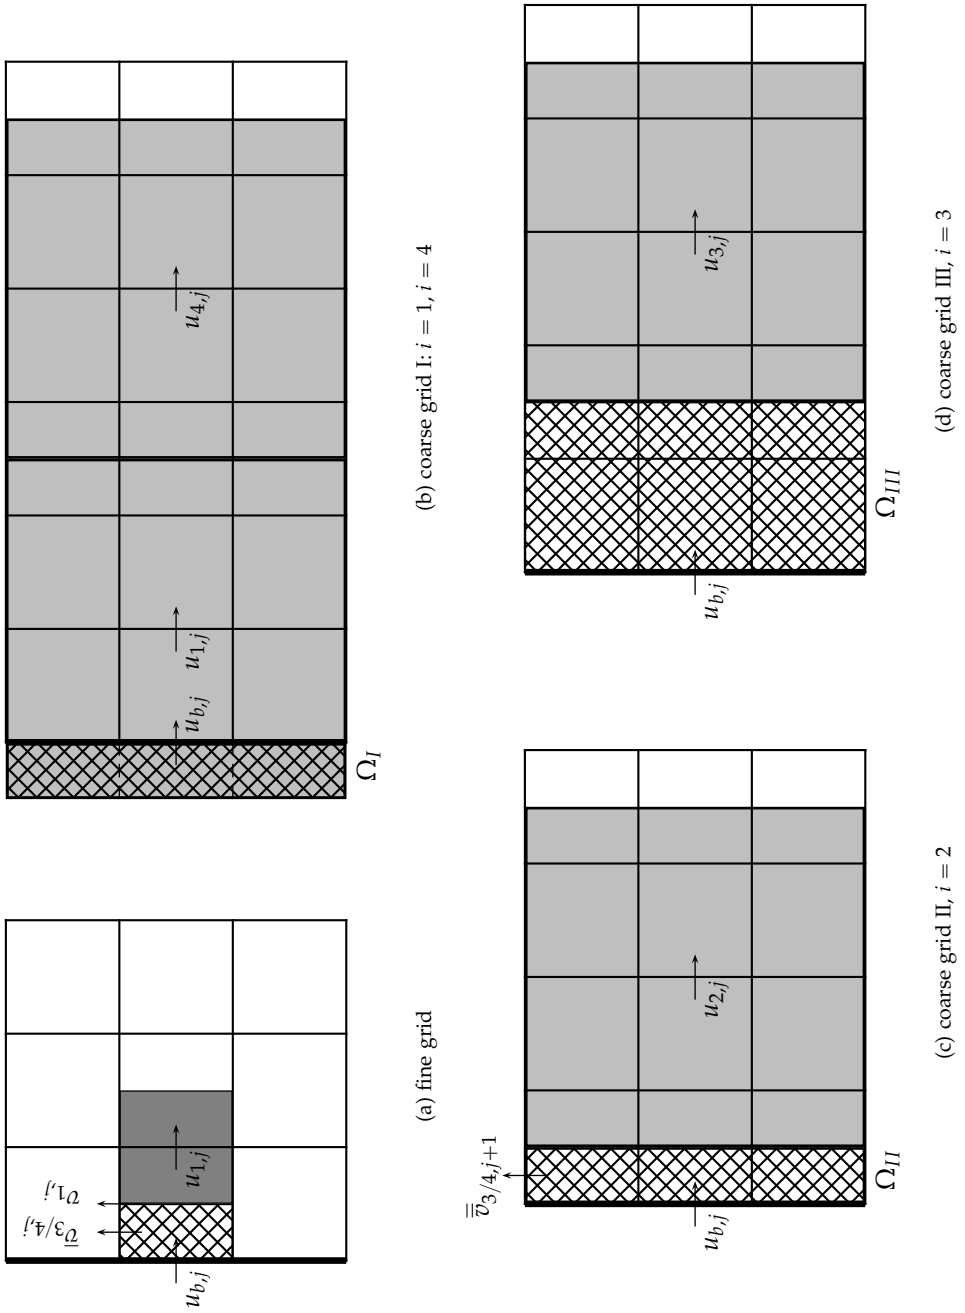 v̿_{3/4,j}
v_{1,j}
u_{b,j}
u_{1,j}
(a) fine grid
u_{b,j}
u_{1,j}
u_{4,j}
Ω_I
(b) coarse grid I: i = 1, i = 4
v̿_{3/4,j+1}
u_{b,j}
u_{2,j}
Ω_{II}
(c) coarse grid II, i = 2
u_{b,j}
u_{3,j}
Ω_{III}
(d) coarse grid III, i = 3